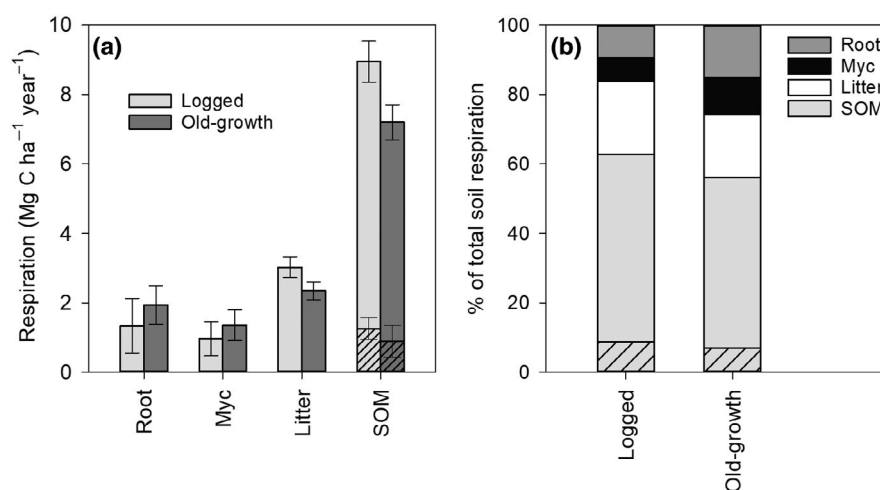 (a)
Respiration (Mg C ha⁻¹ year⁻¹)
10
8
6
4
2
0
Logged
Old-growth
Root
Myc
Litter
SOM
(b)
% of total soil respiration
100
80
60
40
20
0
Root
Myc
Litter
SOM
Logged
Old-growth